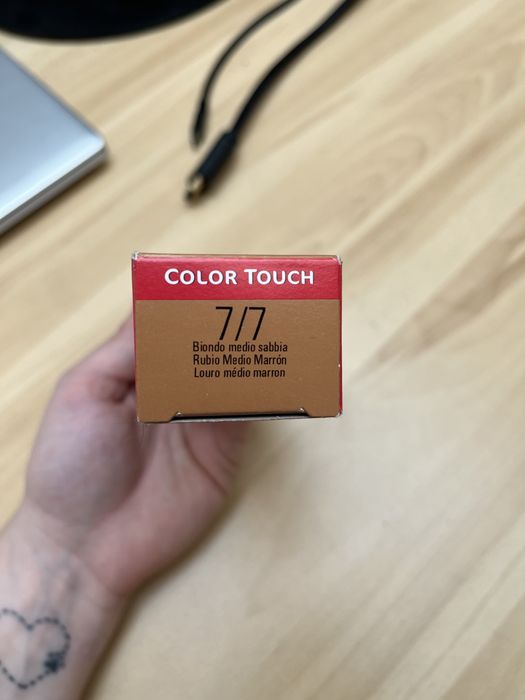 COLOR TOUCH
7/7
Biondo medio sabbia
Rubio Medio Marrón
Louro médio marron